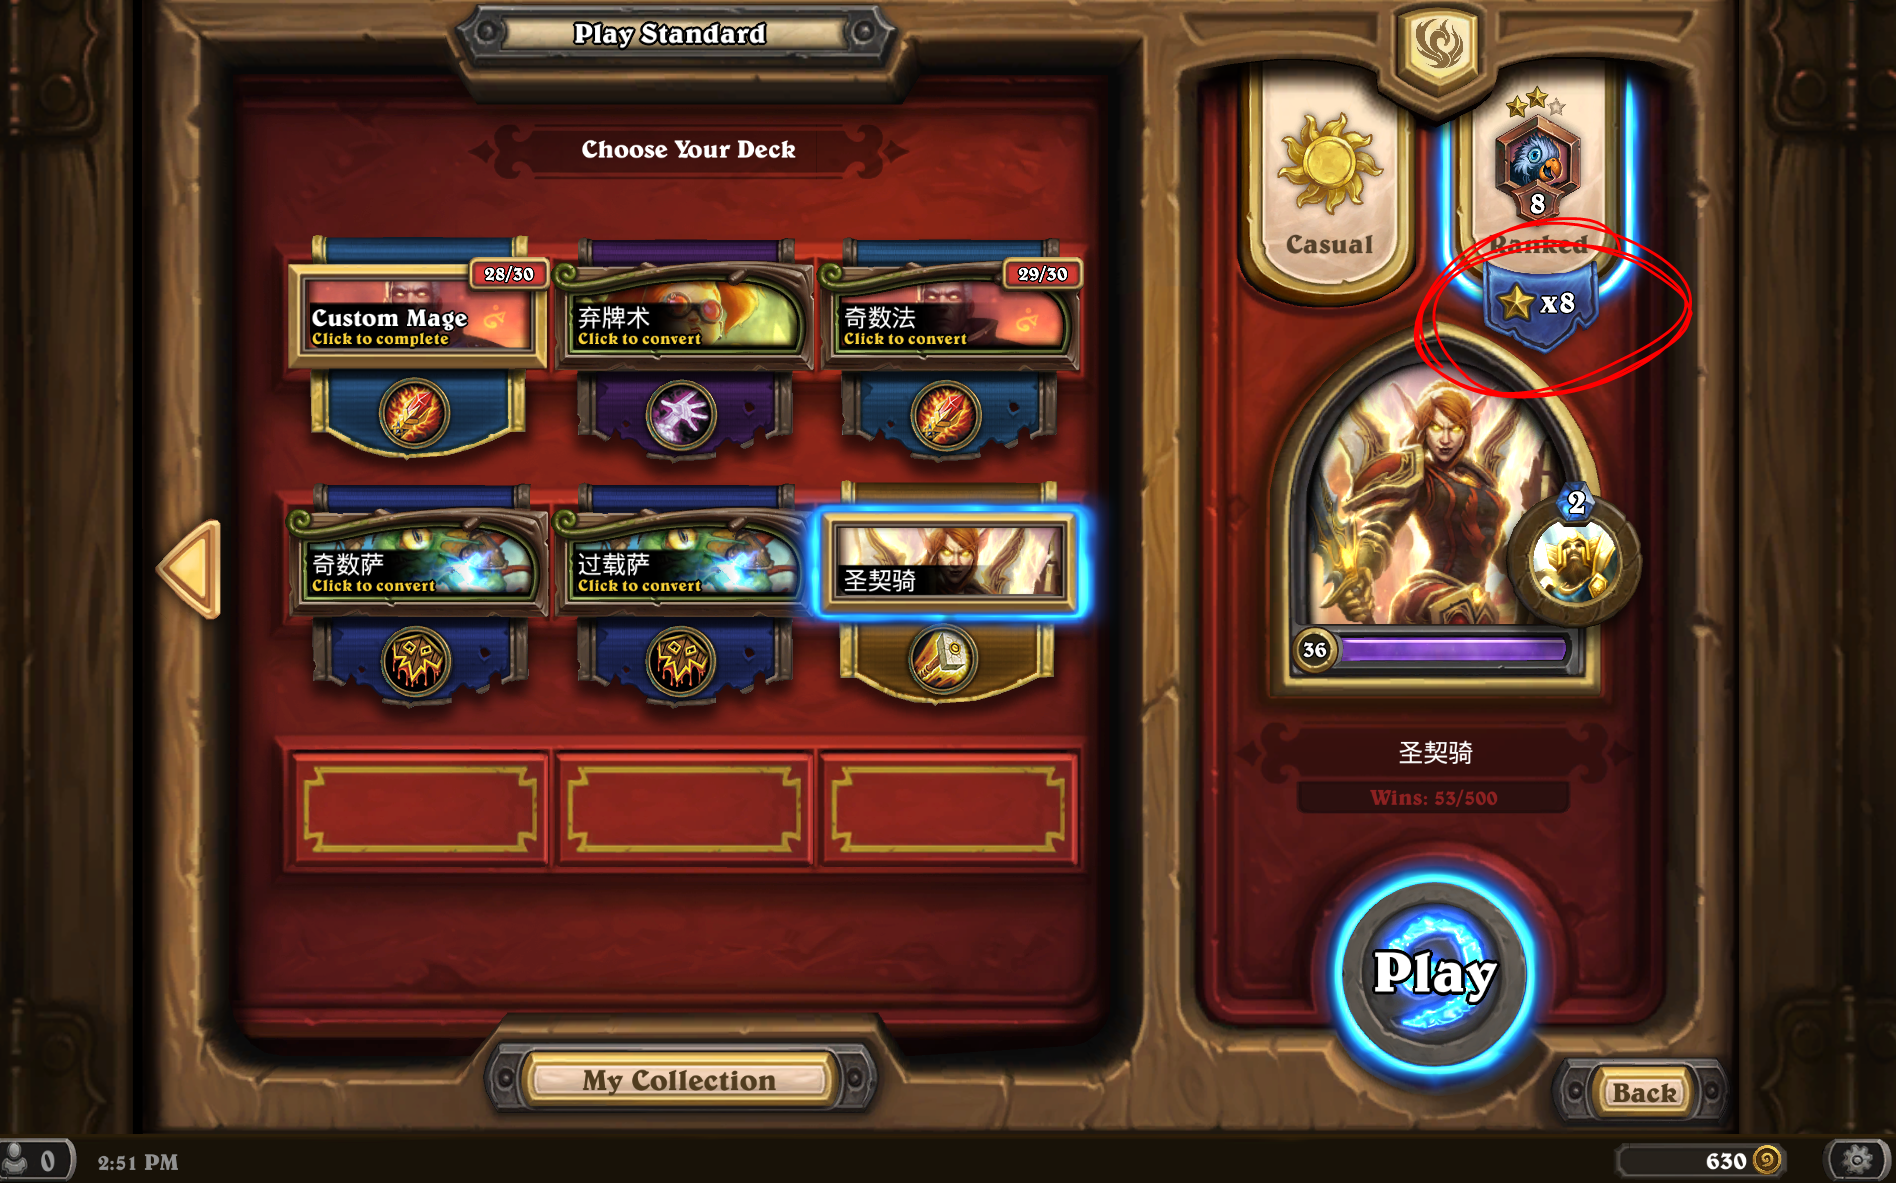 Play Standard
Choose Your Deck
28/30
Custom Mage
Click to complete
弃牌术
Click to convert
29/30
奇数法
Click to convert
奇数萨
Click to convert
过载萨
Click to convert
圣契骑
My Collection
Casual
8
Ranked
x8
2
36
圣契骑
Wins: 53/500
Play
Back
0
2:51 PM
630